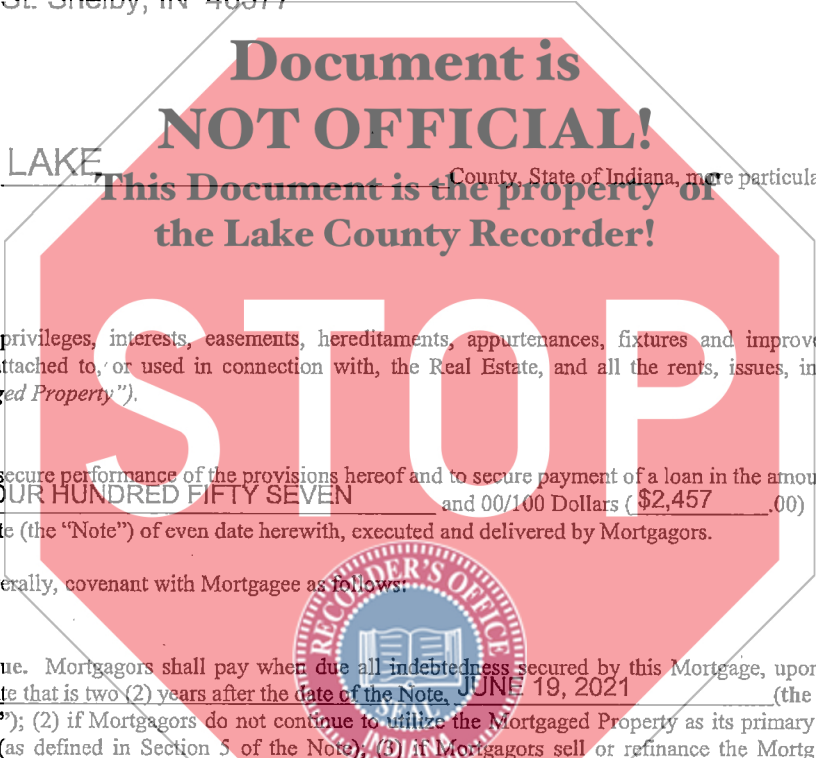 St. Shelby, IN 46377
Document is
NOT OFFICIAL!
LAKE County, State of Indiana, more particula
This Document is the property of
the Lake County Recorder!
STOP
privileges, interests, easements, hereditaments, appurtenances, fixtures and improve
ttached to, or used in connection with, the Real Estate, and all the rents, issues, in
ged Property").
secure performance of the provisions hereof and to secure payment of a loan in the amou
OUR HUNDRED FIFTY SEVEN and 00/100 Dollars ( $2,457 .00)
te (the "Note") of even date herewith, executed and delivered by Mortgagors.
erally, covenant with Mortgagee as follows:
RECORDER'S OFFICE
SEAL
INDIANA
ue. Mortgagors shall pay when due all indebtedness secured by this Mortgage, upon
te that is two (2) years after the date of the Note, JUNE 19, 2021 (the
"); (2) if Mortgagors do not continue to utilize the Mortgaged Property as its primary
(as defined in Section 5 of the Note); (3) if Mortgagors sell or refinance the Mortg